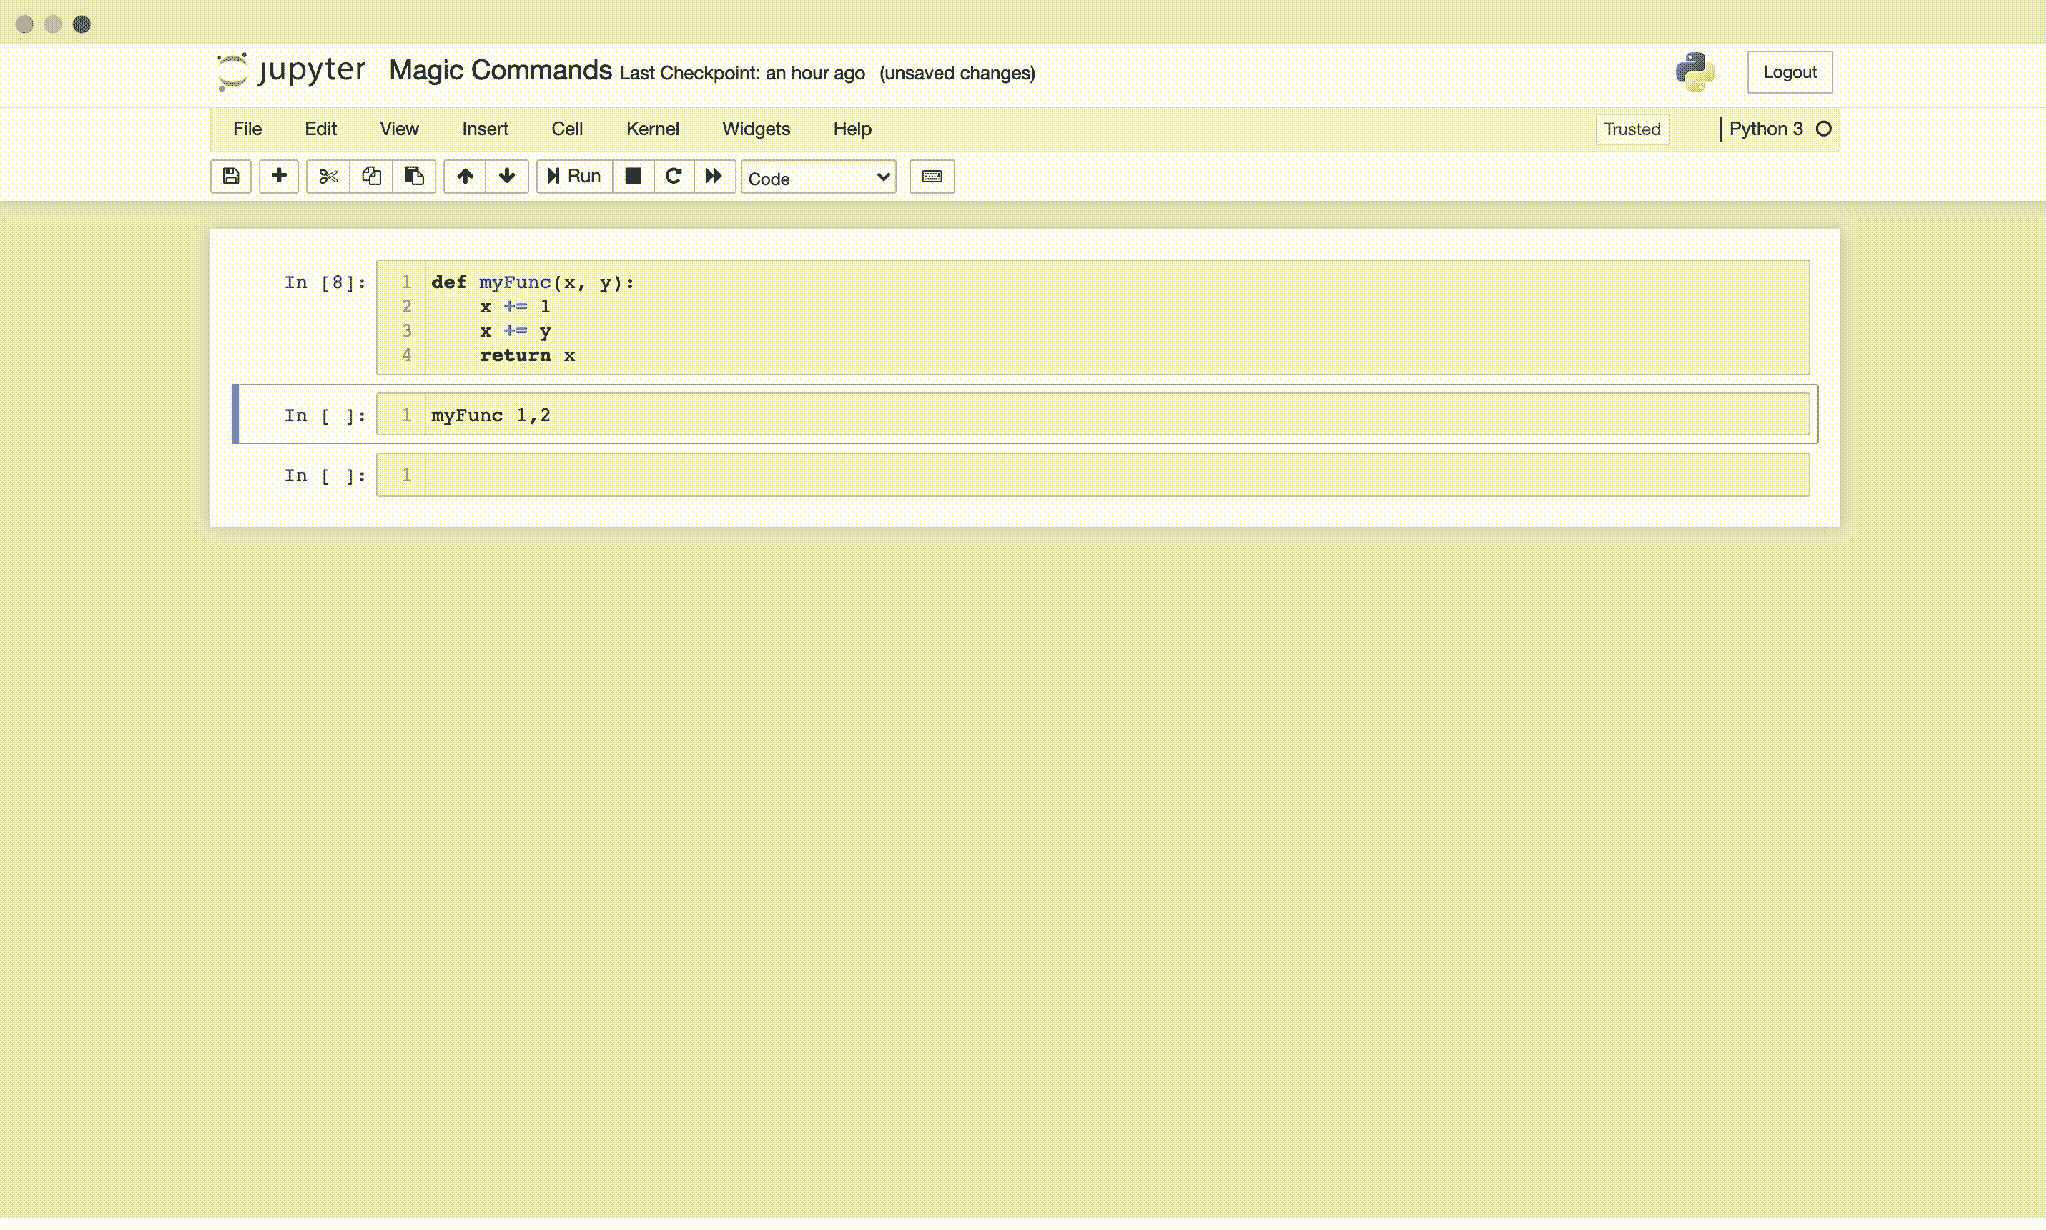 jupyter Magic Commands Last Checkpoint: an hour ago (unsaved changes) Logout
File Edit View Insert Cell Kernel Widgets Help Trusted Python 3
Run Code
In [8]: 1 def myFunc(x, y):
2 x += 1
3 x += y
4 return x
In [ ]: 1 myFunc 1,2
In [ ]: 1